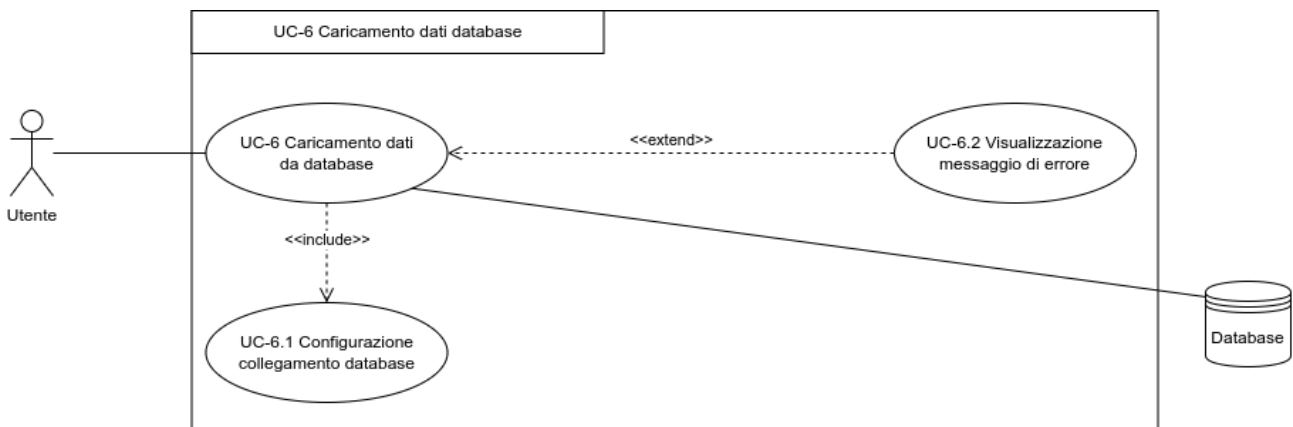 UC-6 Caricamento dati database
UC-6 Caricamento dati
da database
<<extend>>
UC-6.2 Visualizzazione
messaggio di errore
Utente
<<include>>
UC-6.1 Configurazione
collegamento database
Database